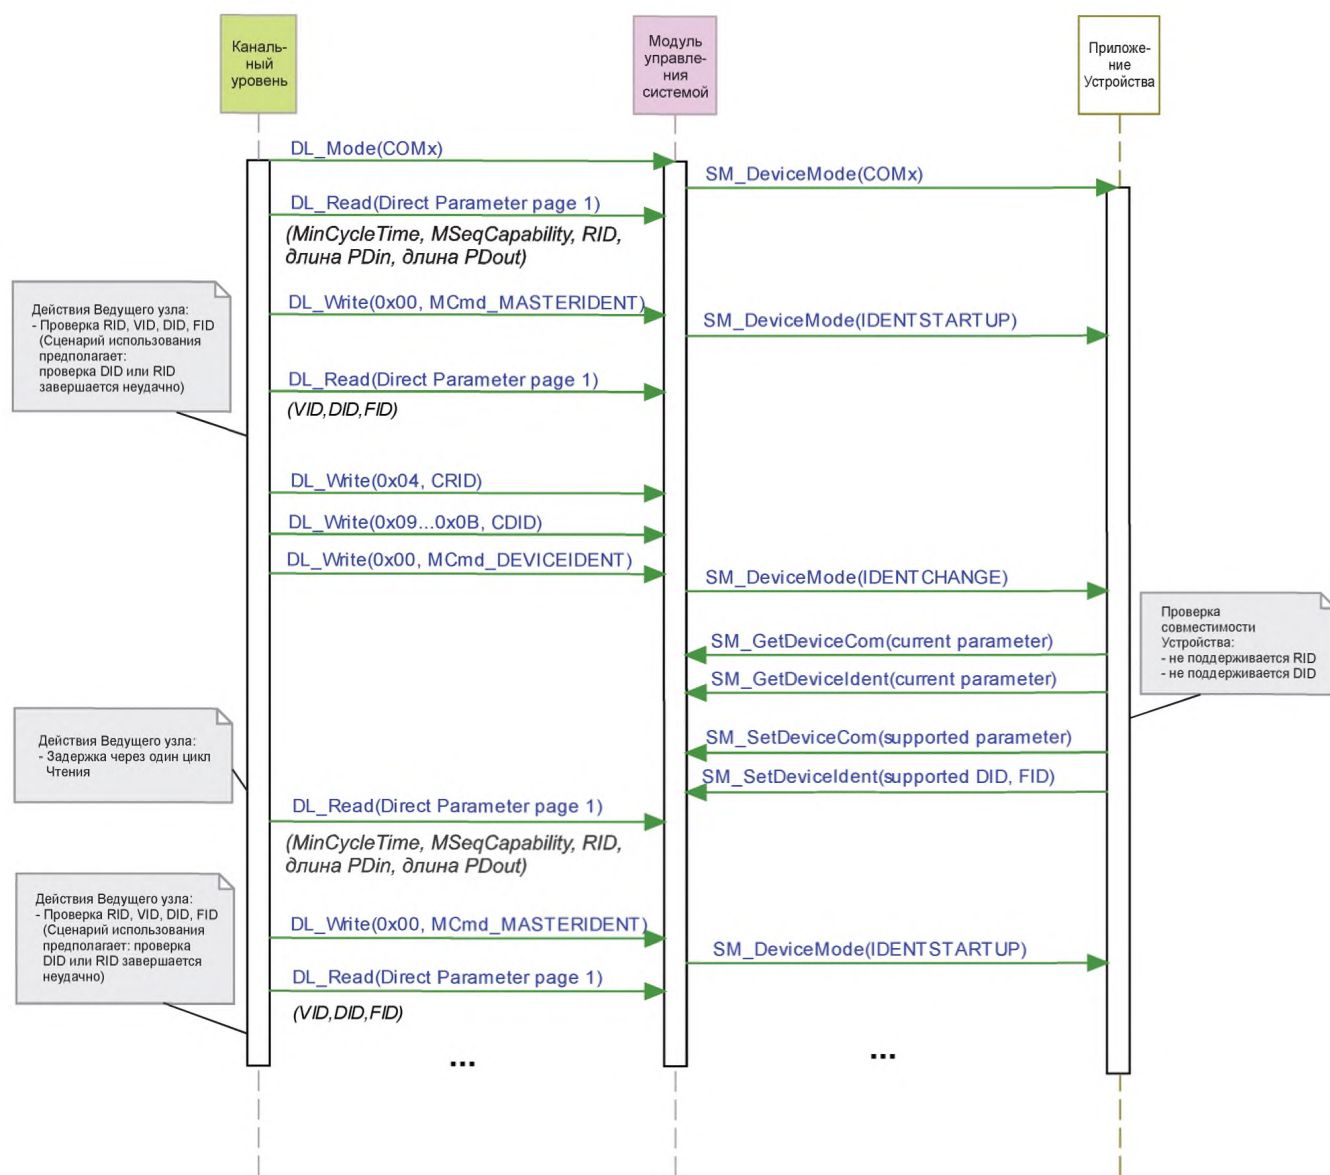 Каналь-
ный
уровень
Модуль
управле-
ния
системой
Приложе-
ние
Устройства
DL_Mode(COMx)
SM_DeviceMode(COMx)
DL_Read(Direct Parameter page 1)
(MinCycleTime, MSeqCapability, RID,
длина PDin, длина PDout)
Действия Ведущего узла:
- Проверка RID, VID, DID, FID
(Сценарий использования
предполагает:
проверка DID или RID
завершается неудачно)
DL_Write(0x00, MCmd_MASTERIDENT)
SM_DeviceMode(IDENTSTARTUP)
DL_Read(Direct Parameter page 1)
(VID,DID,FID)
DL_Write(0x04, CRID)
DL_Write(0x09...0x0B, CDID)
DL_Write(0x00, MCmd_DEVICEIDENT)
SM_DeviceMode(IDENTCHANGE)
Проверка
совместимости
Устройства:
- не поддерживается RID
- не поддерживается DID
SM_GetDeviceCom(current parameter)
SM_GetDeviceIdent(current parameter)
SM_SetDeviceCom(supported parameter)
SM_SetDeviceIdent(supported DID, FID)
Действия Ведущего узла:
- Задержка через один цикл
Чтения
DL_Read(Direct Parameter page 1)
(MinCycleTime, MSeqCapability, RID,
длина PDin, длина PDout)
Действия Ведущего узла:
- Проверка RID, VID, DID, FID
(Сценарий использования
предполагает: проверка
DID или RID завершается
неудачно)
DL_Write(0x00, MCmd_MASTERIDENT)
SM_DeviceMode(IDENTSTARTUP)
DL_Read(Direct Parameter page 1)
(VID,DID,FID)
...
...